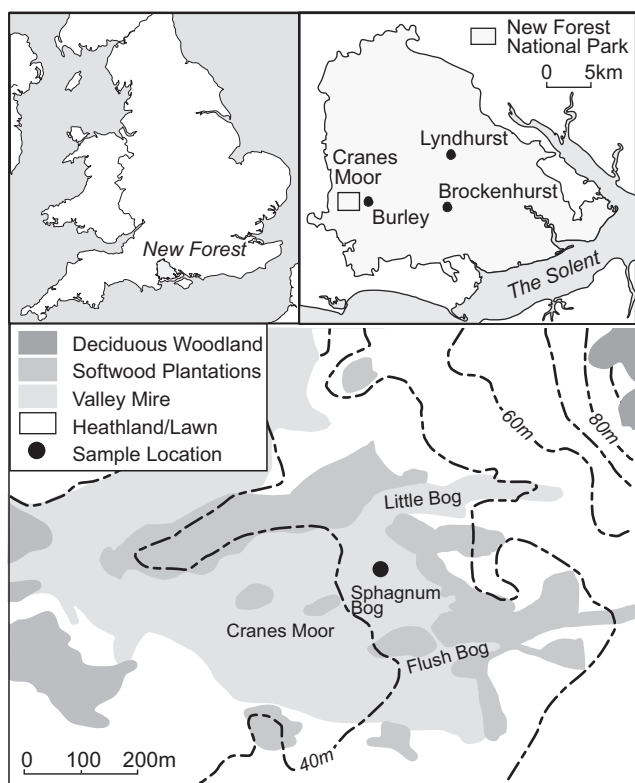 New Forest
New Forest
National Park
0 5km
Lyndhurst
Cranes
Moor
Brockenhurst
Burley
The Solent
Deciduous Woodland
Softwood Plantations
Valley Mire
Heathland/Lawn
Sample Location
60m
80m
Little Bog
Sphagnum
Bog
Cranes Moor
Flush Bog
0 100 200m
40m